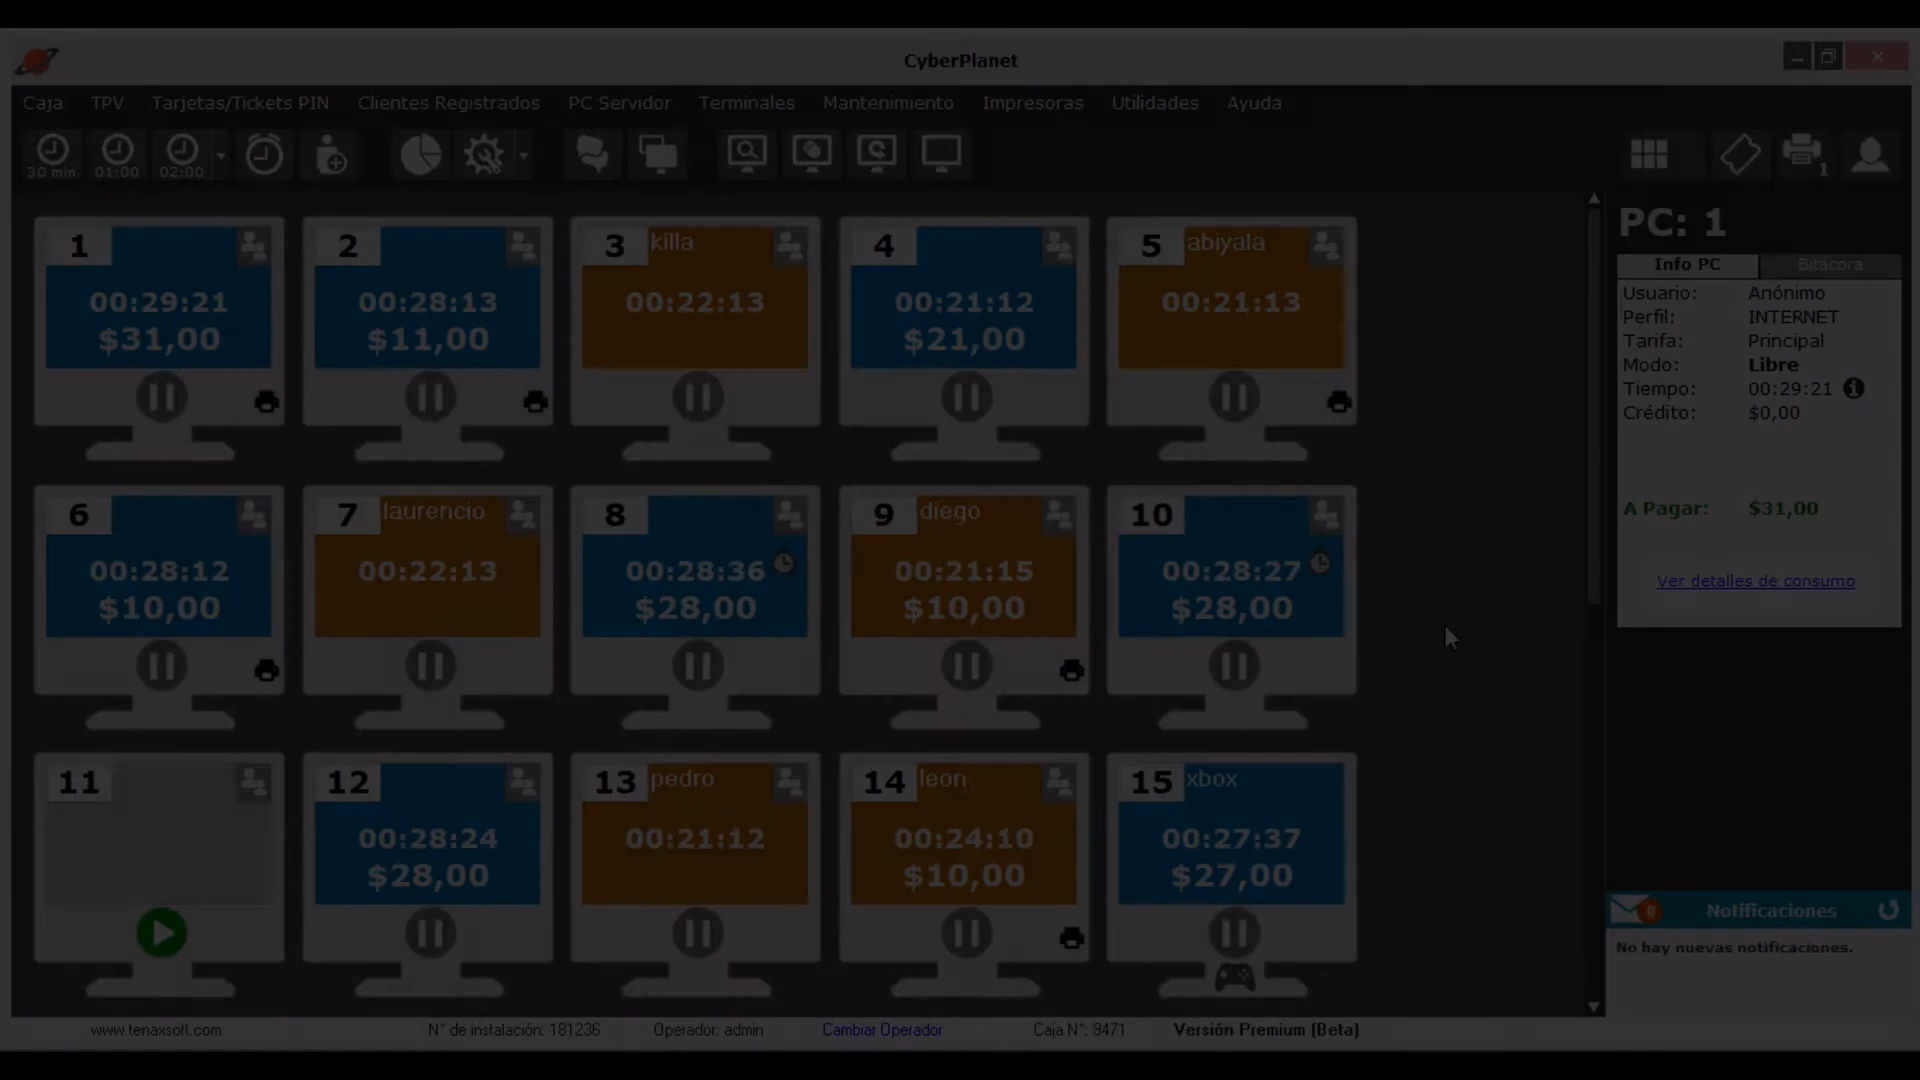 CyberPlanet
Caja TPV Tarjetas/Tickets PIN Clientes Registrados PC Servidor Terminales Mantenimiento Impresoras Utilidades Ayuda
30 min 01:00 02:00 1
PC: 1
Info PC Bitácora
Usuario: Anónimo
Perfil: INTERNET
Tarifa: Principal
Modo: Libre
Tiempo: 00:29:21
Crédito: $0,00
A Pagar: $31,00
Ver detalles de consumo
1
00:29:21
$31,00
2
00:28:13
$11,00
3 killa
00:22:13
4
00:21:12
$21,00
5 abiyala
00:21:13
6
00:28:12
$10,00
7 laurencio
00:22:13
8
00:28:36
$28,00
9 diego
00:21:15
$10,00
10
00:28:27
$28,00
11
12
00:28:24
$28,00
13 pedro
00:21:12
14 leon
00:24:10
$10,00
15 xbox
00:27:37
$27,00
0 Notificaciones
No hay nuevas notificaciones.
www.tenaxsoft.com N° de instalación: 181236 Operador: admin Cambiar Operador Caja N°: 9471 Versión Premium (Beta)